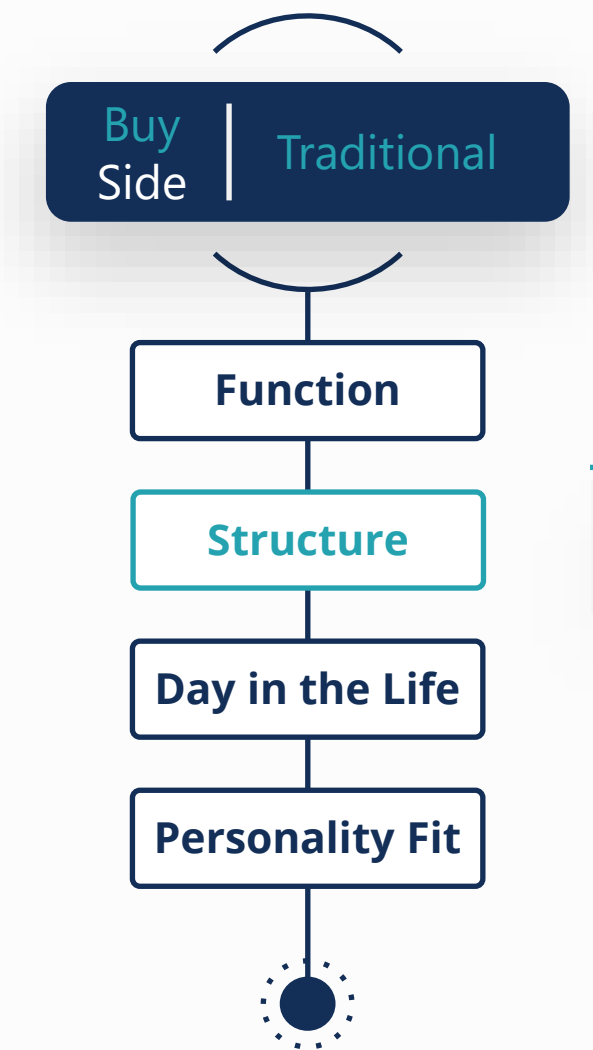 Buy
Side
Traditional
Function
Structure
Day in the Life
Personality Fit